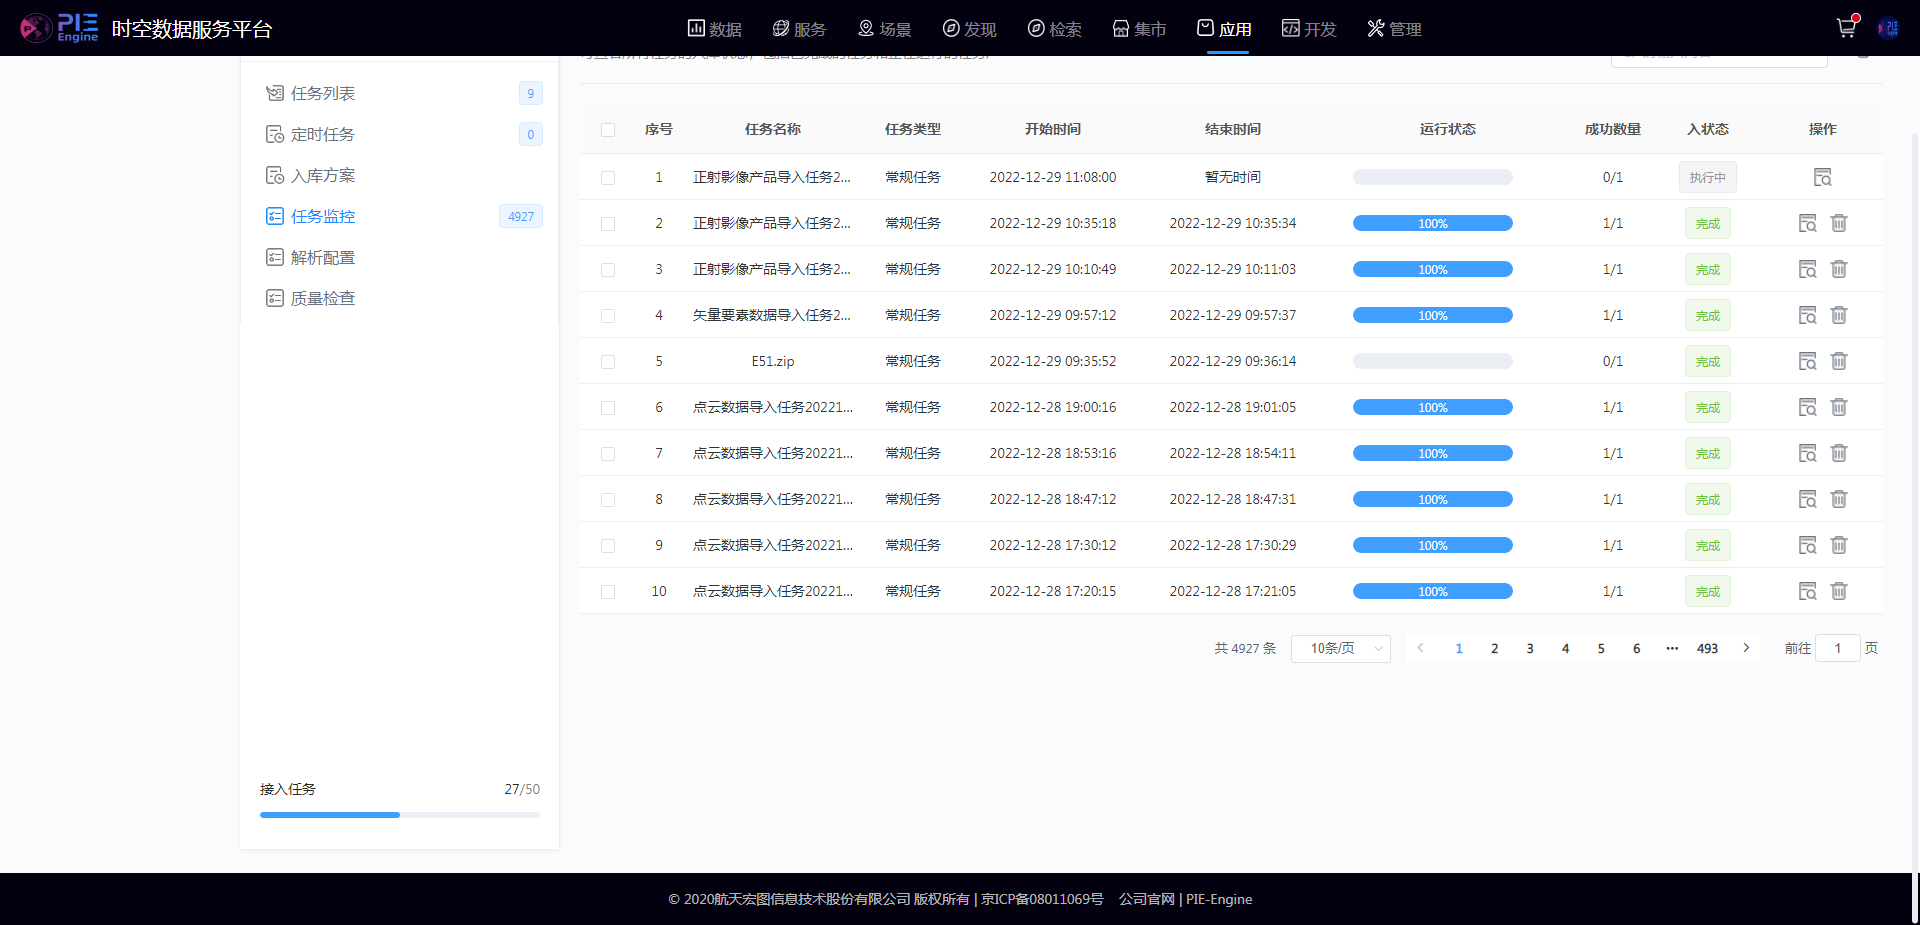 PIE Engine 时空数据服务平台 数据 服务 场景 发现 检索 集市 应用 开发 管理
任务列表 9
定时任务 0
入库方案
任务监控 4927
解析配置
质量检查
序号 任务名称 任务类型 开始时间 结束时间 运行状态 成功数量 入状态 操作
1 正射影像产品导入任务2... 常规任务 2022-12-29 11:08:00 暂无时间 0/1 执行中
2 正射影像产品导入任务2... 常规任务 2022-12-29 10:35:18 2022-12-29 10:35:34 100% 1/1 完成
3 正射影像产品导入任务2... 常规任务 2022-12-29 10:10:49 2022-12-29 10:11:03 100% 1/1 完成
4 矢量要素数据导入任务2... 常规任务 2022-12-29 09:57:12 2022-12-29 09:57:37 100% 1/1 完成
5 E51.zip 常规任务 2022-12-29 09:35:52 2022-12-29 09:36:14 0/1 完成
6 点云数据导入任务20221... 常规任务 2022-12-28 19:00:16 2022-12-28 19:01:05 100% 1/1 完成
7 点云数据导入任务20221... 常规任务 2022-12-28 18:53:16 2022-12-28 18:54:11 100% 1/1 完成
8 点云数据导入任务20221... 常规任务 2022-12-28 18:47:12 2022-12-28 18:47:31 100% 1/1 完成
9 点云数据导入任务20221... 常规任务 2022-12-28 17:30:12 2022-12-28 17:30:29 100% 1/1 完成
10 点云数据导入任务20221... 常规任务 2022-12-28 17:20:15 2022-12-28 17:21:05 100% 1/1 完成
共 4927 条 10条/页 1 2 3 4 5 6 ... 493 前往 1 页
接入任务 27/50
© 2020航天宏图信息技术股份有限公司 版权所有 | 京ICP备08011069号 公司官网 | PIE-Engine